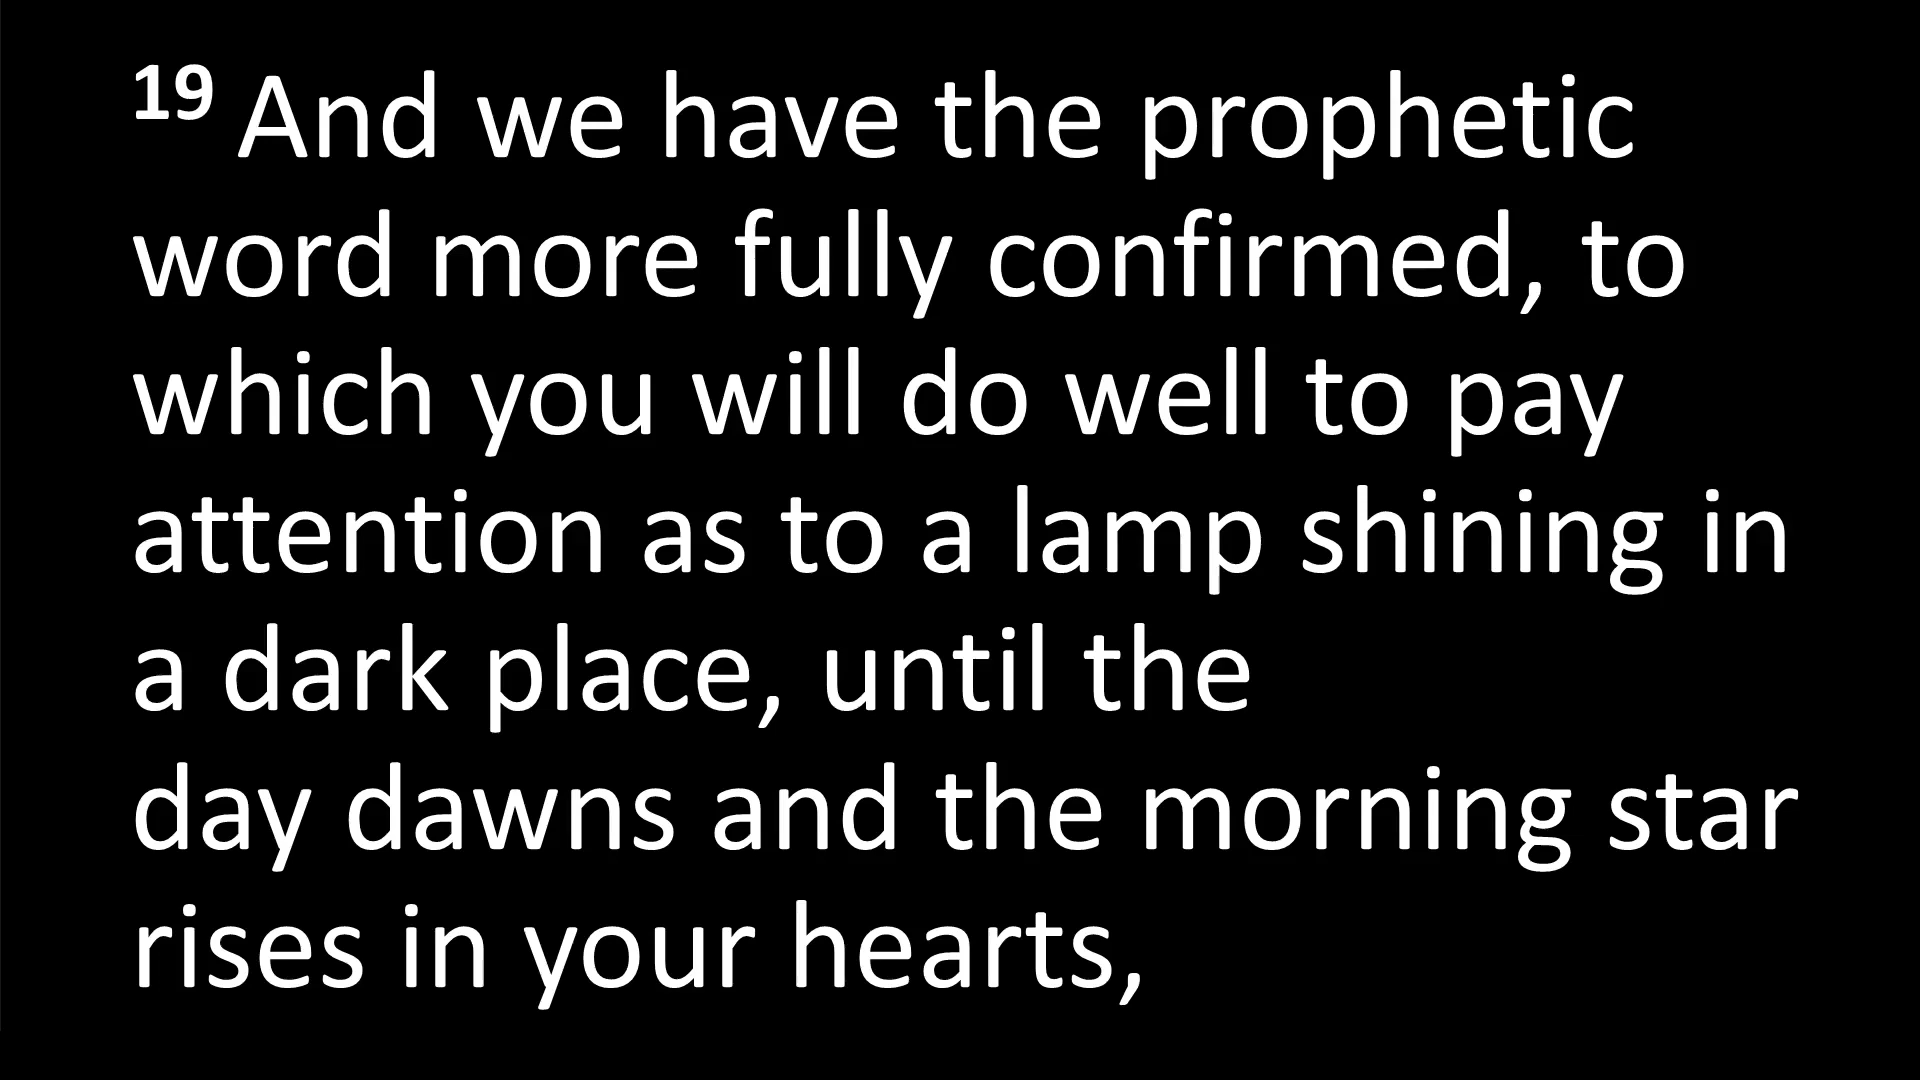 19 And we have the prophetic
word more fully confirmed, to
which you will do well to pay
attention as to a lamp shining in
a dark place, until the
day dawns and the morning star
rises in your hearts,